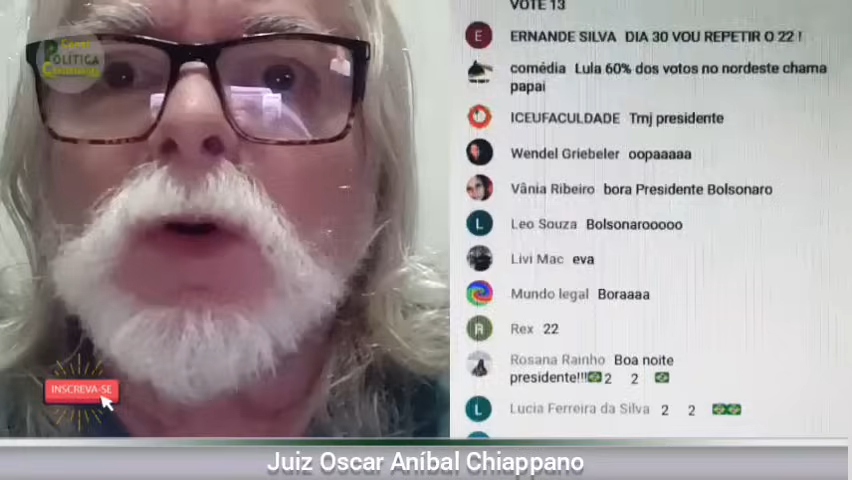 Canal
POLÍTICA
INSCREVA-SE
VOTE 13
E ERNANDE SILVA DIA 30 VOU REPETIR O 22 !
comédia Lula 60% dos votos no nordeste chama
papai
ICEUFACULDADE Tmj presidente
Wendel Griebeler oopaaaaa
Vânia Ribeiro bora Presidente Bolsonaro
L Leo Souza Bolsonarooooo
Livi Mac eva
Mundo legal Boraaaa
R Rex 22
Rosana Rainho Boa noite
presidente!!!🇧🇷2 2 🇧🇷
L Lucia Ferreira da Silva 2 2 🇧🇷🇧🇷
Juiz Oscar Aníbal Chiappano